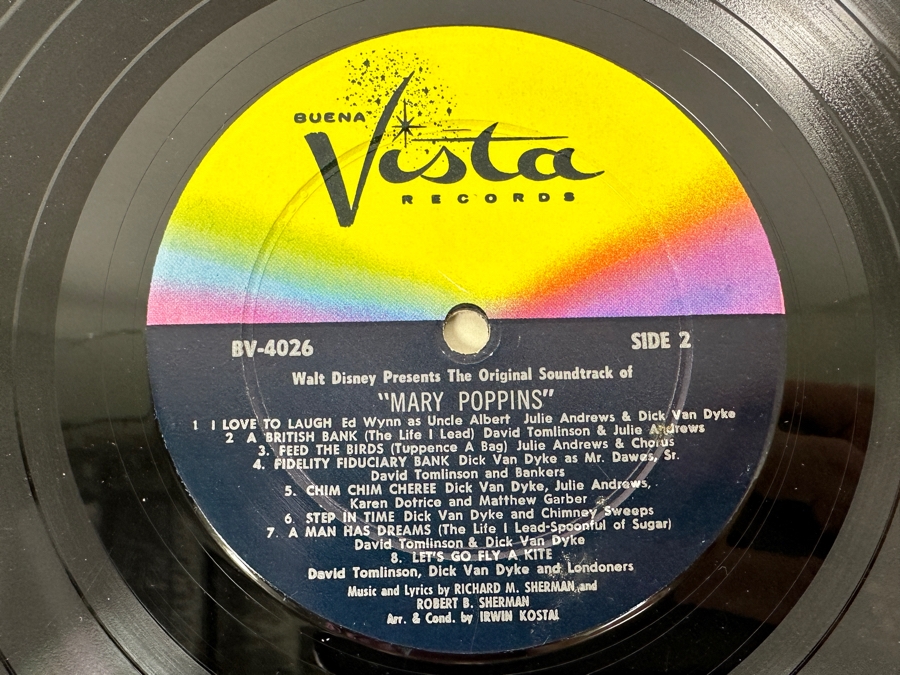 BUENA
Vista
RECORDS
BV-4026 SIDE 2
Walt Disney Presents The Original Soundtrack of
"MARY POPPINS"
1 I LOVE TO LAUGH Ed Wynn as Uncle Albert Julie Andrews & Dick Van Dyke
2 A BRITISH BANK (The Life I Lead) David Tomlinson & Julie Andrews
3. FEED THE BIRDS (Tuppence A Bag) Julie Andrews & Chorus
4. FIDELITY FIDUCIARY BANK Dick Van Dyke as Mr. Dawes, Sr.
David Tomlinson and Bankers
5. CHIM CHIM CHEREE Dick Van Dyke, Julie Andrews,
Karen Dotrice and Matthew Garber
6. STEP IN TIME Dick Van Dyke and Chimney Sweeps
7. A MAN HAS DREAMS (The Life I Lead-Spoonful of Sugar)
David Tomlinson & Dick Van Dyke
8. LET'S GO FLY A KITE
David Tomlinson, Dick Van Dyke and Londoners
Music and Lyrics by RICHARD M. SHERMAN and
ROBERT B. SHERMAN
Arr. & Cond. by IRWIN KOSTAL